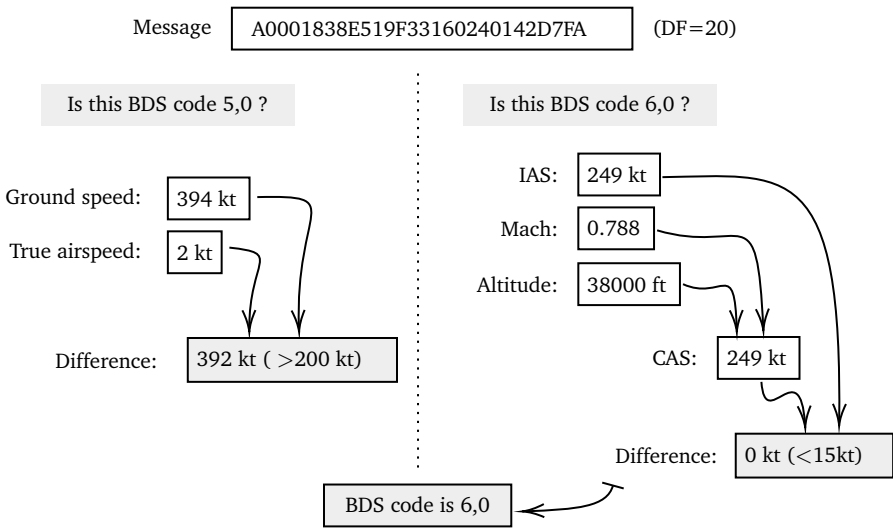 Message A0001838E519F33160240142D7FA (DF=20)
Is this BDS code 5,0 ?
Ground speed: 394 kt
True airspeed: 2 kt
Difference: 392 kt ( >200 kt)
Is this BDS code 6,0 ?
IAS: 249 kt
Mach: 0.788
Altitude: 38000 ft
CAS: 249 kt
Difference: 0 kt (<15kt)
BDS code is 6,0